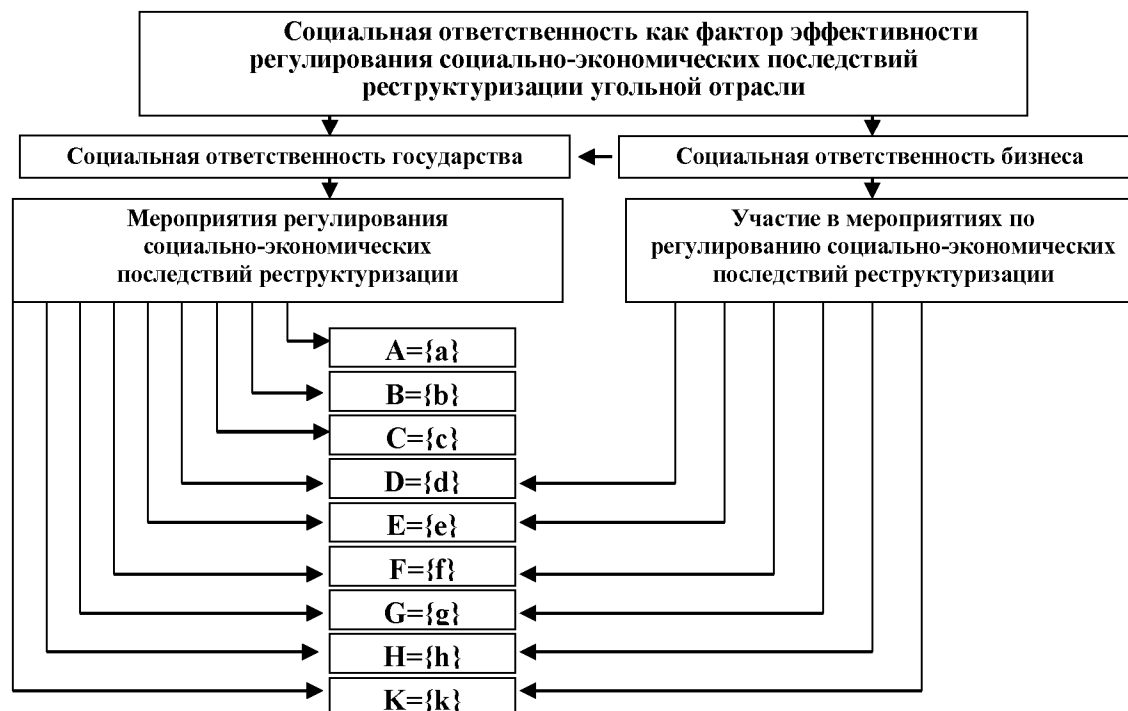 Социальная ответственность как фактор эффективности
регулирования социально-экономических последствий
реструктуризации угольной отрасли
Социальная ответственность государства
Социальная ответственность бизнеса
Мероприятия регулирования
социально-экономических
последствий реструктуризации
Участие в мероприятиях по
регулированию социально-экономических
последствий реструктуризации
A={a}
B={b}
C={c}
D={d}
E={e}
F={f}
G={g}
H={h}
K={k}